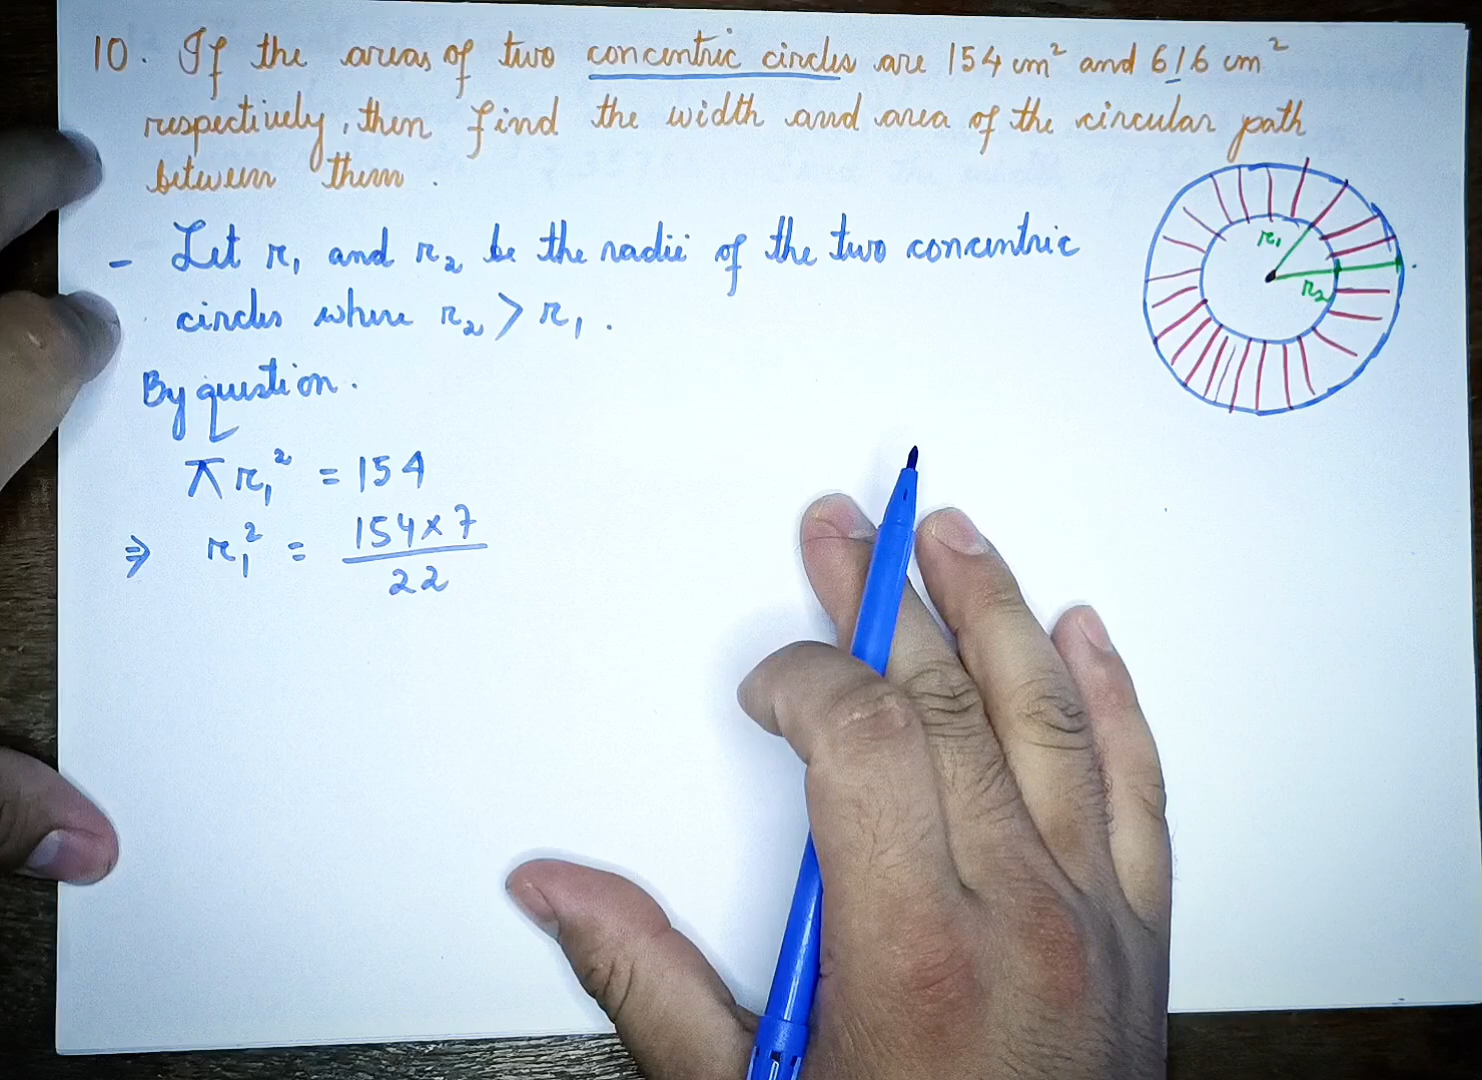 10. If the areas of two concentric circles are 154 cm² and 616 cm²
respectively, then find the width and area of the circular path
between them.
- Let r₁ and r₂ be the radii of the two concentric
circles where r₂ > r₁.
By question.
πr₁² = 154
⇒ r₁² = 154×7
22
r₁
r₂